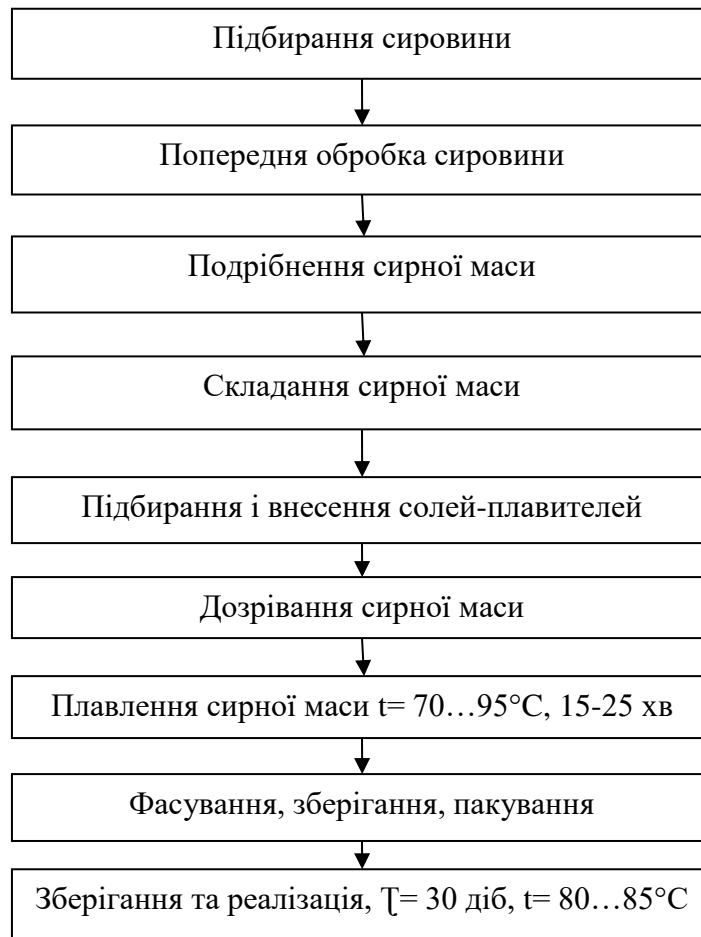 Підбирання сировини
Попередня обробка сировини
Подрібнення сирної маси
Складання сирної маси
Підбирання і внесення солей-плавителей
Дозрівання сирної маси
Плавлення сирної маси t= 70…95°С, 15-25 хв
Фасування, зберігання, пакування
Зберігання та реалізація, Ʈ= 30 діб, t= 80…85°С